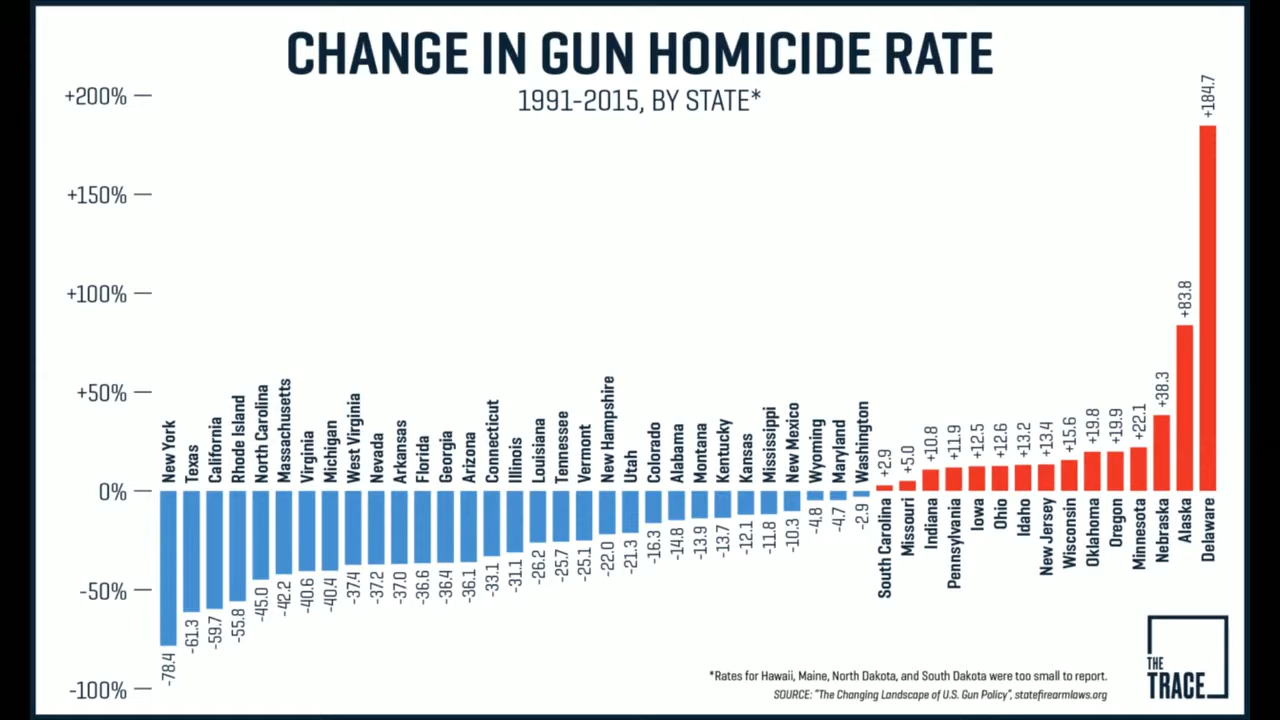 CHANGE IN GUN HOMICIDE RATE
1991-2015, BY STATE*
+200%
+150%
+100%
+50%
0%
-50%
-100%
New York
-78.4
Texas
-61.3
California
-59.7
Rhode Island
-55.8
North Carolina
-45.0
Massachusetts
-42.2
Virginia
-40.6
Michigan
-40.4
West Virginia
-37.4
Nevada
-37.2
Arkansas
-37.0
Florida
-36.6
Georgia
-36.4
Arizona
-36.1
Connecticut
-33.1
Illinois
-31.1
Louisiana
-26.2
Tennessee
-25.7
Vermont
-25.1
New Hampshire
-22.0
Utah
-21.3
Colorado
-16.3
Alabama
-14.8
Montana
-13.9
Kentucky
-13.7
Kansas
-12.1
Mississippi
-11.8
New Mexico
-10.3
Wyoming
-4.8
Maryland
-4.7
Washington
-2.9
+2.9
South Carolina
+5.0
Missouri
+10.8
Indiana
+11.9
Pennsylvania
+12.5
Iowa
+12.6
Ohio
+13.2
Idaho
+13.4
New Jersey
+15.6
Wisconsin
+19.8
Oklahoma
+19.9
Oregon
+22.1
Minnesota
+38.3
Nebraska
+83.8
Alaska
+184.7
Delaware
*Rates for Hawaii, Maine, North Dakota, and South Dakota were too small to report.
SOURCE: "The Changing Landscape of U.S. Gun Policy", statefirearmlaws.org
THE
TRACE